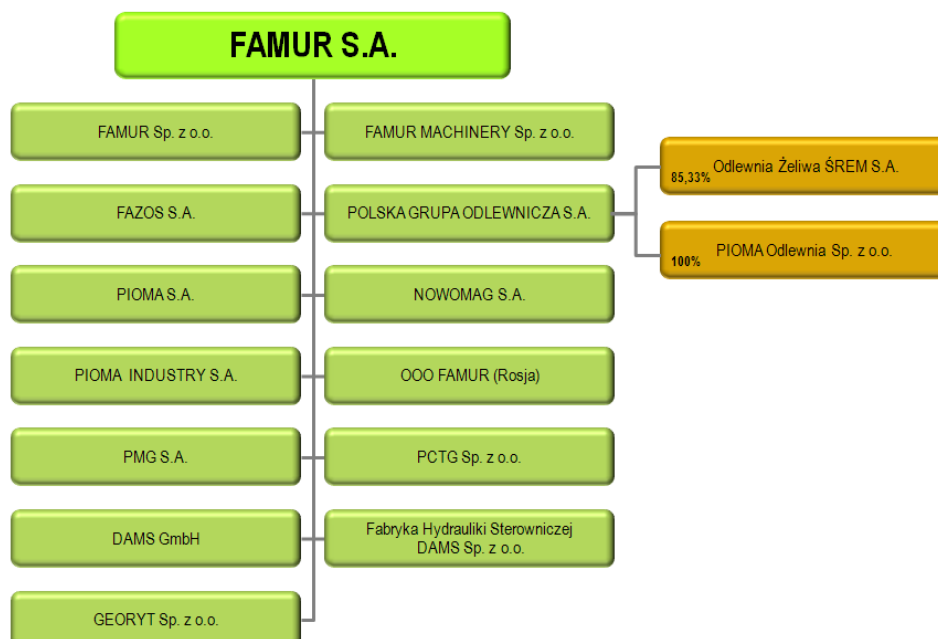 FAMUR S.A.
FAMUR Sp. z o.o.
FAMUR MACHINERY Sp. z o.o.
85,33% Odlewnia Żeliwa ŚREM S.A.
FAZOS S.A.
POLSKA GRUPA ODLEWNICZA S.A.
100% PIOMA Odlewnia Sp. z o.o.
PIOMA S.A.
NOWOMAG S.A.
PIOMA INDUSTRY S.A.
OOO FAMUR (Rosja)
PMG S.A.
PCTG Sp. z o.o.
DAMS GmbH
Fabryka Hydrauliki Sterowniczej
DAMS Sp. z o.o.
GEORYT Sp. z o.o.